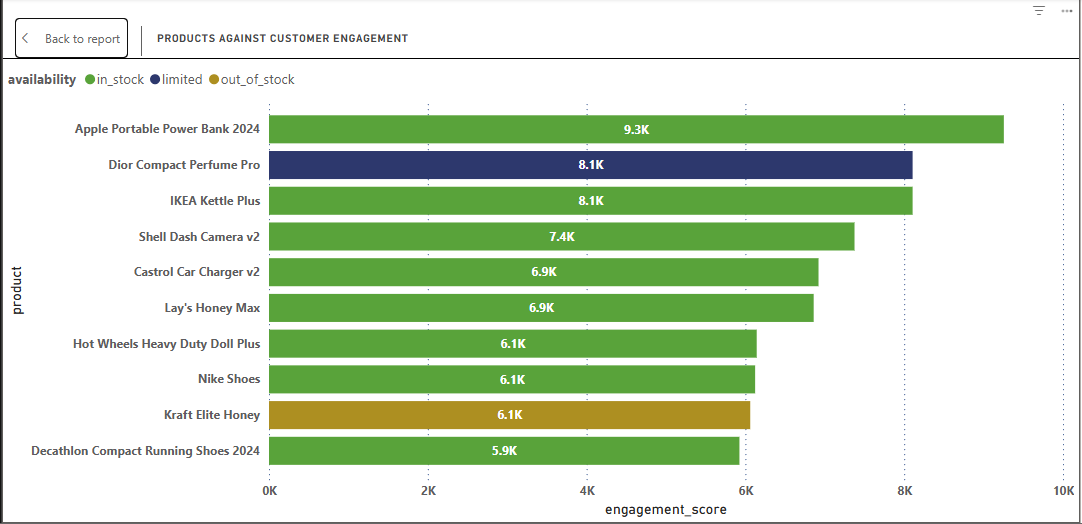 Back to report
PRODUCTS AGAINST CUSTOMER ENGAGEMENT
availability in_stock limited out_of_stock
product
Apple Portable Power Bank 2024 9.3K
Dior Compact Perfume Pro 8.1K
IKEA Kettle Plus 8.1K
Shell Dash Camera v2 7.4K
Castrol Car Charger v2 6.9K
Lay's Honey Max 6.9K
Hot Wheels Heavy Duty Doll Plus 6.1K
Nike Shoes 6.1K
Kraft Elite Honey 6.1K
Decathlon Compact Running Shoes 2024 5.9K
0K 2K 4K 6K 8K 10K
engagement_score